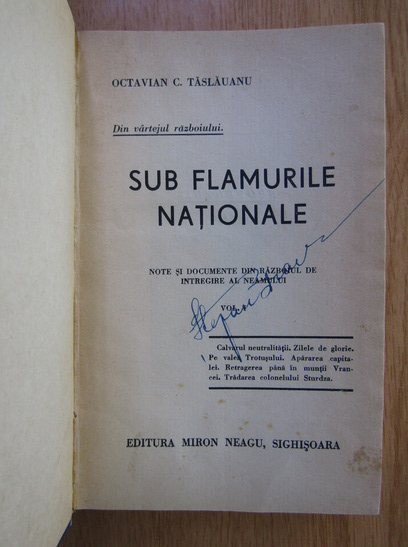 OCTAVIAN C. TĂSLĂUANU
Din vârtejul războiului.
SUB FLAMURILE
NAȚIONALE
NOTE ȘI DOCUMENTE DIN RĂZBOIUL DE
INTREGIRE AL NEAMULUI
VOL.
Calvarul neutralității. Zilele de glorie.
Pe valea Trotușului. Apărarea capita-
lei. Retragerea până în munții Vran-
cei. Trădarea colonelului Sturdza.
EDITURA MIRON NEAGU, SIGHIȘOARA